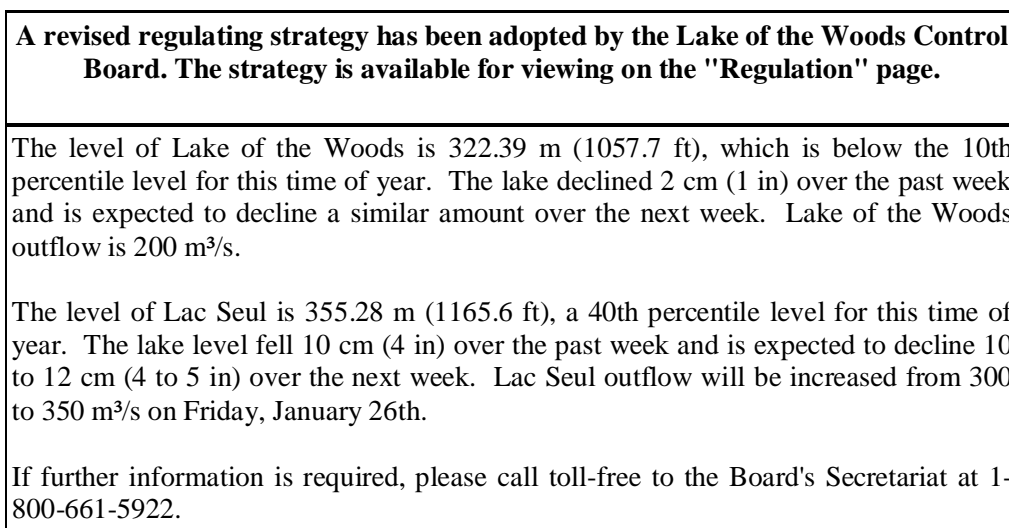 A revised regulating strategy has been adopted by the Lake of the Woods Control
Board. The strategy is available for viewing on the "Regulation" page.
The level of Lake of the Woods is 322.39 m (1057.7 ft), which is below the 10th
percentile level for this time of year. The lake declined 2 cm (1 in) over the past week
and is expected to decline a similar amount over the next week. Lake of the Woods
outflow is 200 m³/s.
The level of Lac Seul is 355.28 m (1165.6 ft), a 40th percentile level for this time of
year. The lake level fell 10 cm (4 in) over the past week and is expected to decline 10
to 12 cm (4 to 5 in) over the next week. Lac Seul outflow will be increased from 300
to 350 m³/s on Friday, January 26th.
If further information is required, please call toll-free to the Board's Secretariat at 1-
800-661-5922.